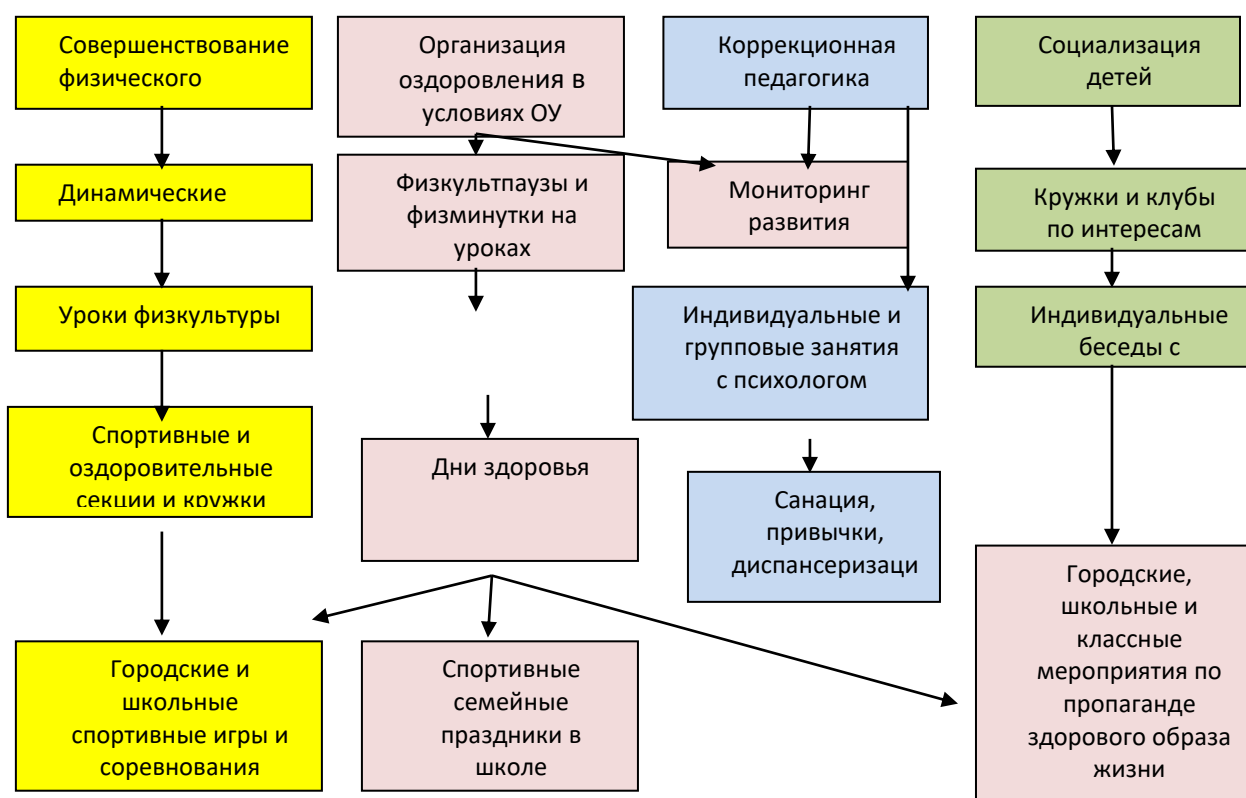 Совершенствование
физического
Организация
оздоровления в
условиях ОУ
Коррекционная
педагогика
Социализация
детей
Динамические
Физкультпаузы и
физминутки на
уроках
Мониторинг
развития
Кружки и клубы
по интересам
Уроки физкультуры
Индивидуальные и
групповые занятия
с психологом
Индивидуальные
беседы с
Спортивные и
оздоровительные
секции и кружки
Дни здоровья
Санация,
привычки,
диспансеризаци
Городские и
школьные
спортивные игры и
соревнования
Спортивные
семейные
праздники в
школе
Городские,
школьные и
классные
мероприятия по
пропаганде
здорового образа
жизни